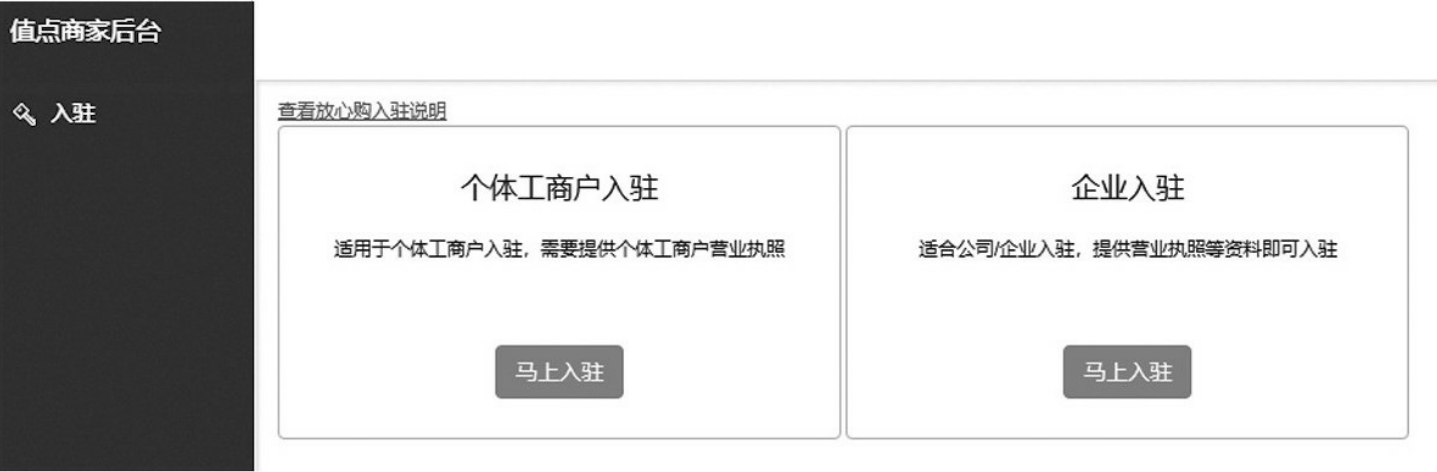 值点商家后台
入驻
查看放心购入驻说明
个体工商户入驻
适用于个体工商户入驻，需要提供个体工商户营业执照
马上入驻
企业入驻
适合公司/企业入驻，提供营业执照等资料即可入驻
马上入驻